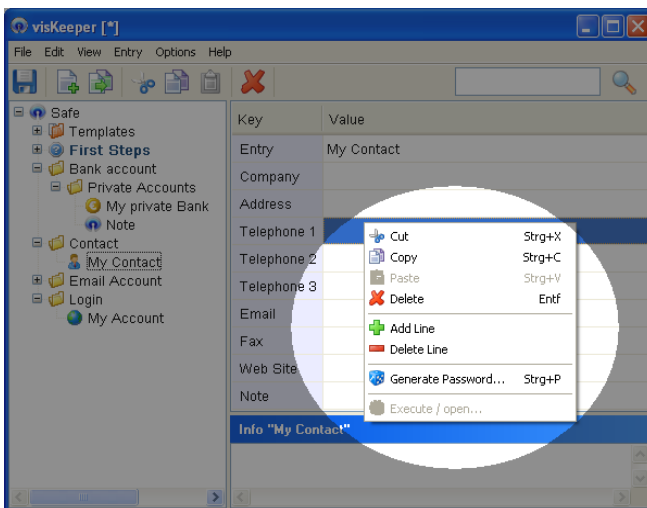 visKeeper [*]
File Edit View Entry Options Help
Safe
Templates
First Steps
Bank account
Private Accounts
My private Bank
Note
Contact
My Contact
Email Account
Login
My Account
Key Value
Entry My Contact
Company
Address
Telephone 1
Telephone 2
Telephone 3
Email
Fax
Web Site
Note
Cut Strg+X
Copy Strg+C
Paste Strg+V
Delete Entf
Add Line
Delete Line
Generate Password... Strg+P
Execute / open...
Info "My Contact"